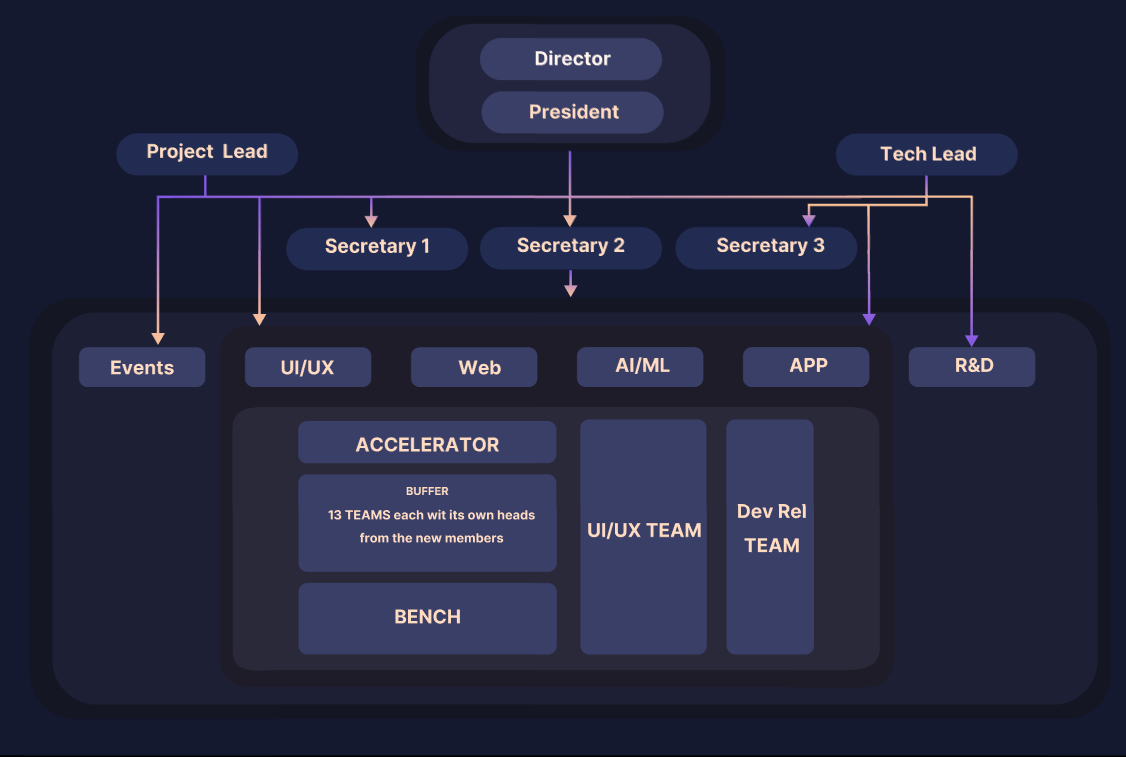 Director
President
Project Lead
Tech Lead
Secretary 1
Secretary 2
Secretary 3
Events
UI/UX
Web
AI/ML
APP
R&D
ACCELERATOR
BUFFER
13 TEAMS each wit its own heads
from the new members
BENCH
UI/UX TEAM
Dev Rel
TEAM